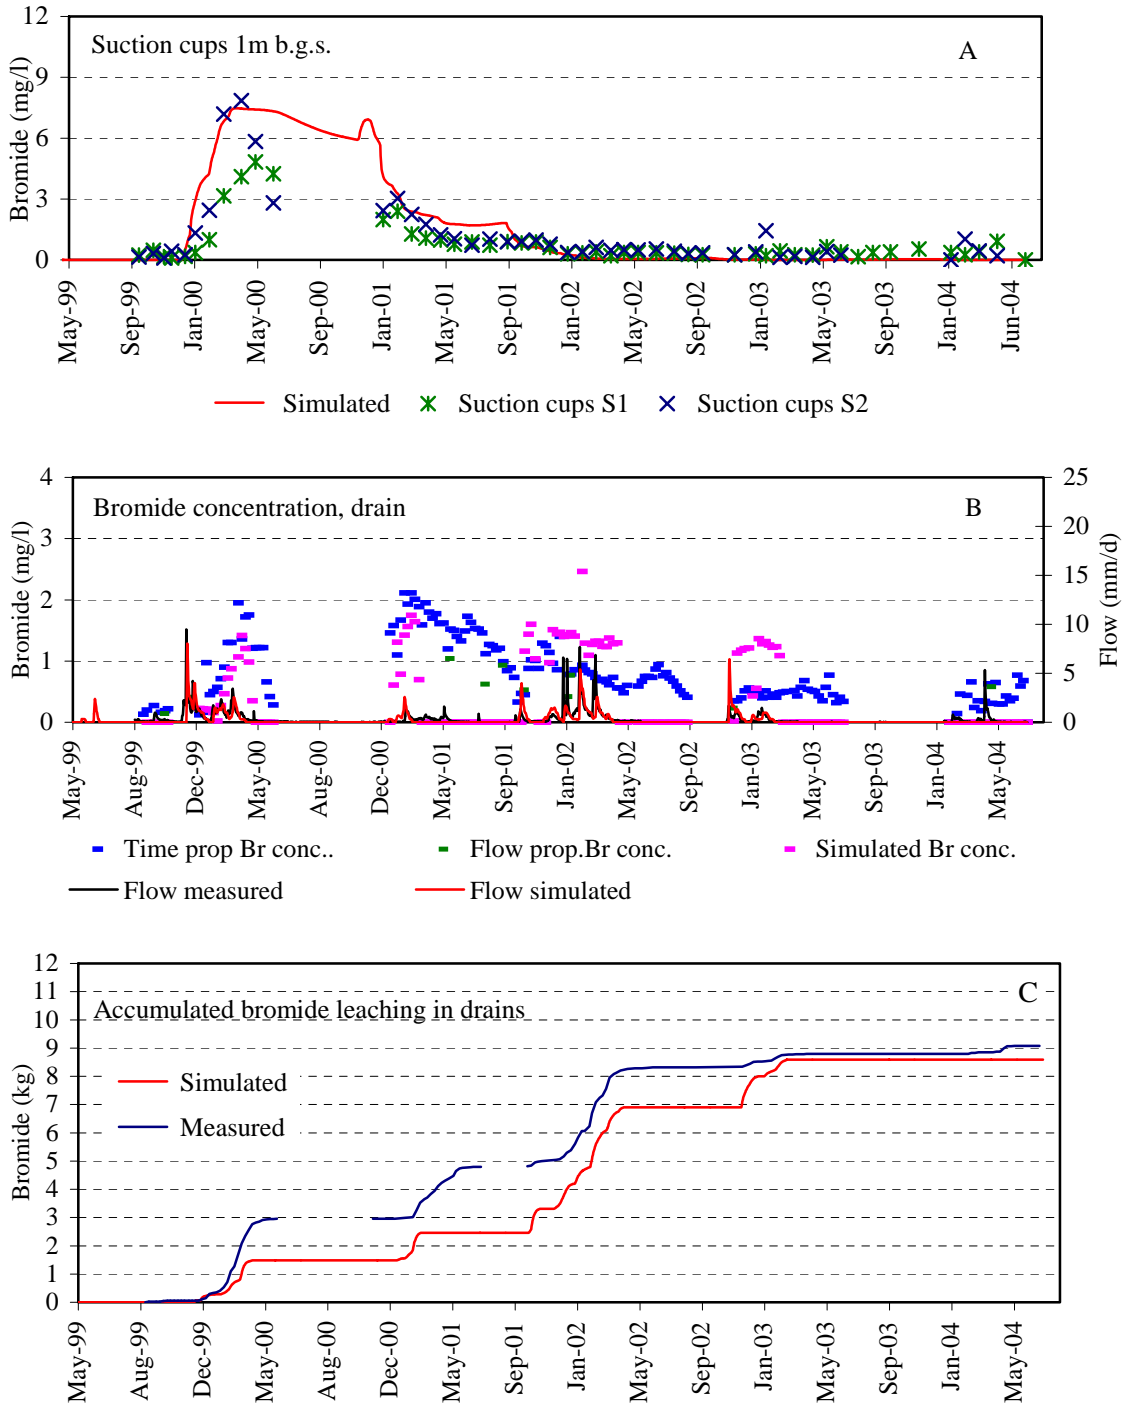 12
9
6
3
0
Bromide (mg/l)
Suction cups 1m b.g.s.
A
May-99
Sep-99
Jan-00
May-00
Sep-00
Jan-01
May-01
Sep-01
Jan-02
May-02
Sep-02
Jan-03
May-03
Sep-03
Jan-04
Jun-04
Simulated
Suction cups S1
Suction cups S2
4
3
2
1
0
Bromide (mg/l)
Bromide concentration, drain
B
25
20
15
10
5
0
Flow (mm/d)
May-99
Aug-99
Dec-99
May-00
Aug-00
Dec-00
May-01
Sep-01
Jan-02
May-02
Sep-02
Jan-03
May-03
Sep-03
Jan-04
May-04
Time prop Br conc..
Flow prop.Br conc.
Simulated Br conc.
Flow measured
Flow simulated
12
11
10
9
8
7
6
5
4
3
2
1
0
Bromide (kg)
Accumulated bromide leaching in drains
C
Simulated
Measured
May-99
Aug-99
Dec-99
May-00
Aug-00
Dec-00
May-01
Sep-01
Jan-02
May-02
Sep-02
Jan-03
May-03
Sep-03
Jan-04
May-04